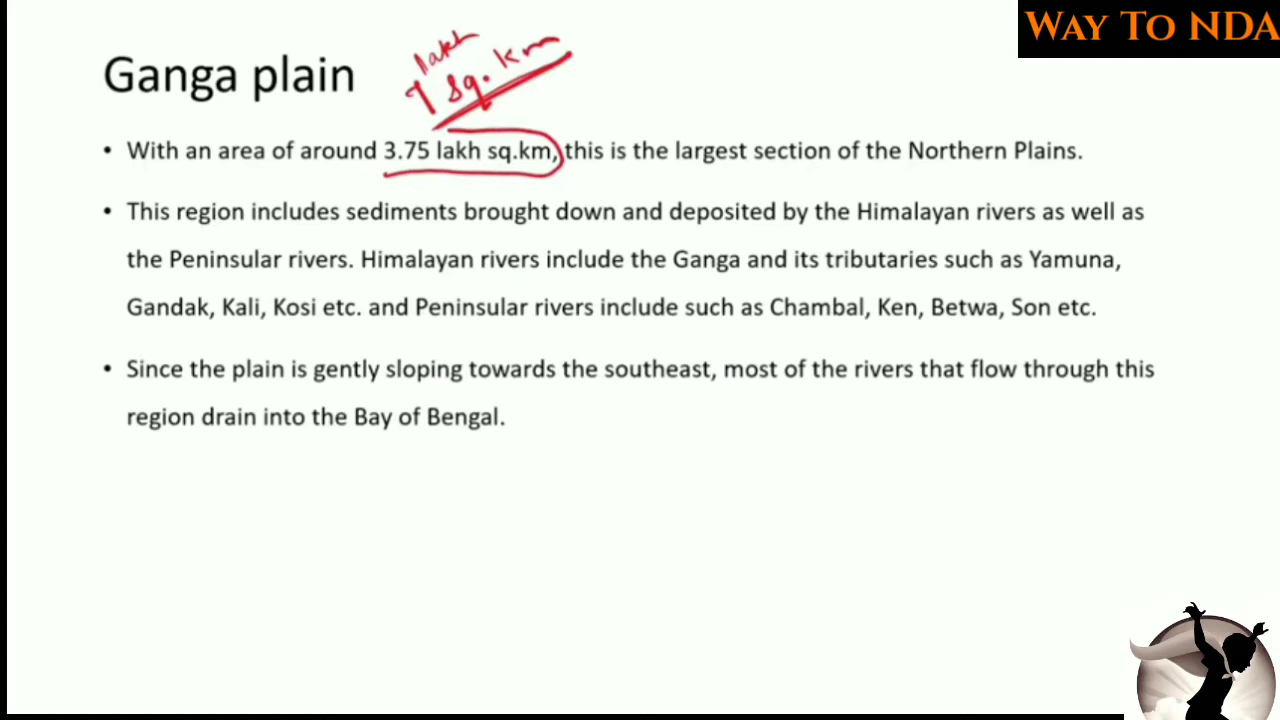 WAY TO NDA
Ganga plain
7 lakh
sq. km
• With an area of around 3.75 lakh sq.km, this is the largest section of the Northern Plains.
• This region includes sediments brought down and deposited by the Himalayan rivers as well as
the Peninsular rivers. Himalayan rivers include the Ganga and its tributaries such as Yamuna,
Gandak, Kali, Kosi etc. and Peninsular rivers include such as Chambal, Ken, Betwa, Son etc.
• Since the plain is gently sloping towards the southeast, most of the rivers that flow through this
region drain into the Bay of Bengal.